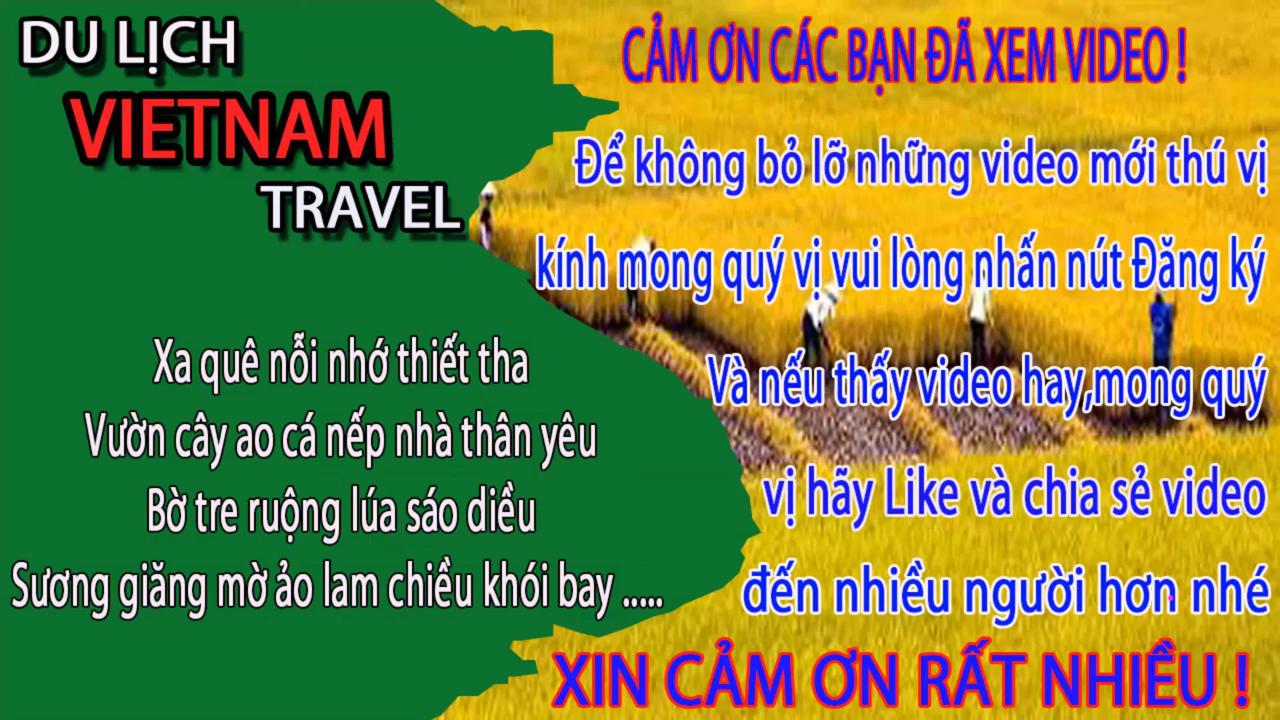 DU LỊCH
VIETNAM
TRAVEL
Xa quê nỗi nhớ thiết tha
Vườn cây ao cá nếp nhà thân yêu
Bờ tre ruộng lúa sáo diều
Sương giăng mờ ảo lam chiều khói bay .....
CẢM ƠN CÁC BẠN ĐÃ XEM VIDEO !
Để không bỏ lỡ những video mới thú vị
kính mong quý vị vui lòng nhấn nút Đăng ký
Và nếu thấy video hay,mong quý
vị hãy Like và chia sẻ video
đến nhiều người hơn nhé
XIN CẢM ƠN RẤT NHIỀU !